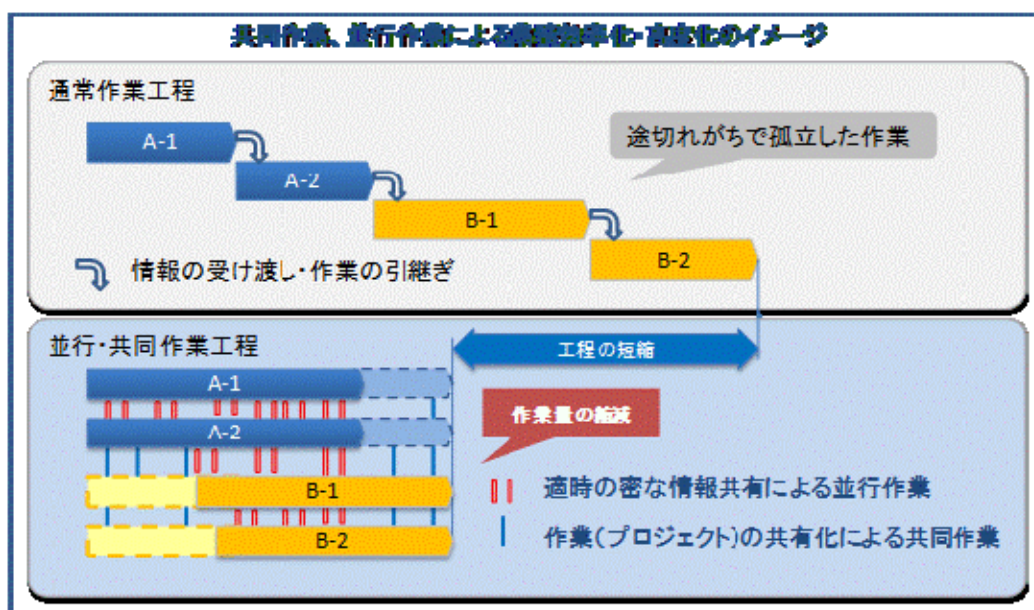 共同作業、並行作業による業務効率化・高度化のイメージ
通常作業工程
A-1
途切れがちで孤立した作業
A-2
B-1
B-2
情報の受け渡し・作業の引継ぎ
並行・共同作業工程
工程の短縮
A-1
作業量の縮減
A-2
B-1
適時の密な情報共有による並行作業
B-2
作業(プロジェクト)の共有化による共同作業